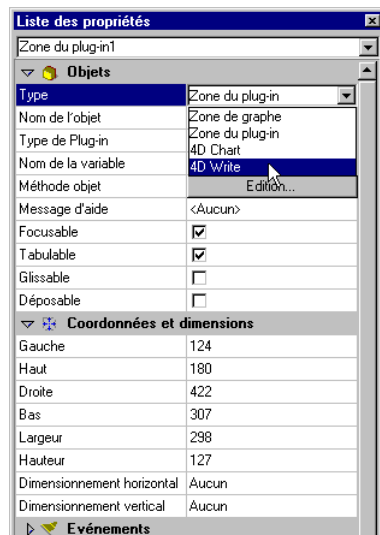 Liste des propriétés
Zone du plug-in1
Objets
Type Zone du plug-in
Nom de l'objet Zone de graphe
Zone du plug-in
Type de Plug-in 4D Chart
Nom de la variable 4D Write
Méthode objet Edition...
Message d'aide <Aucun>
Focusable
Tabulable
Glissable
Déposable
Coordonnées et dimensions
Gauche 124
Haut 180
Droite 422
Bas 307
Largeur 298
Hauteur 127
Dimensionnement horizontal Aucun
Dimensionnement vertical Aucun
Evénements